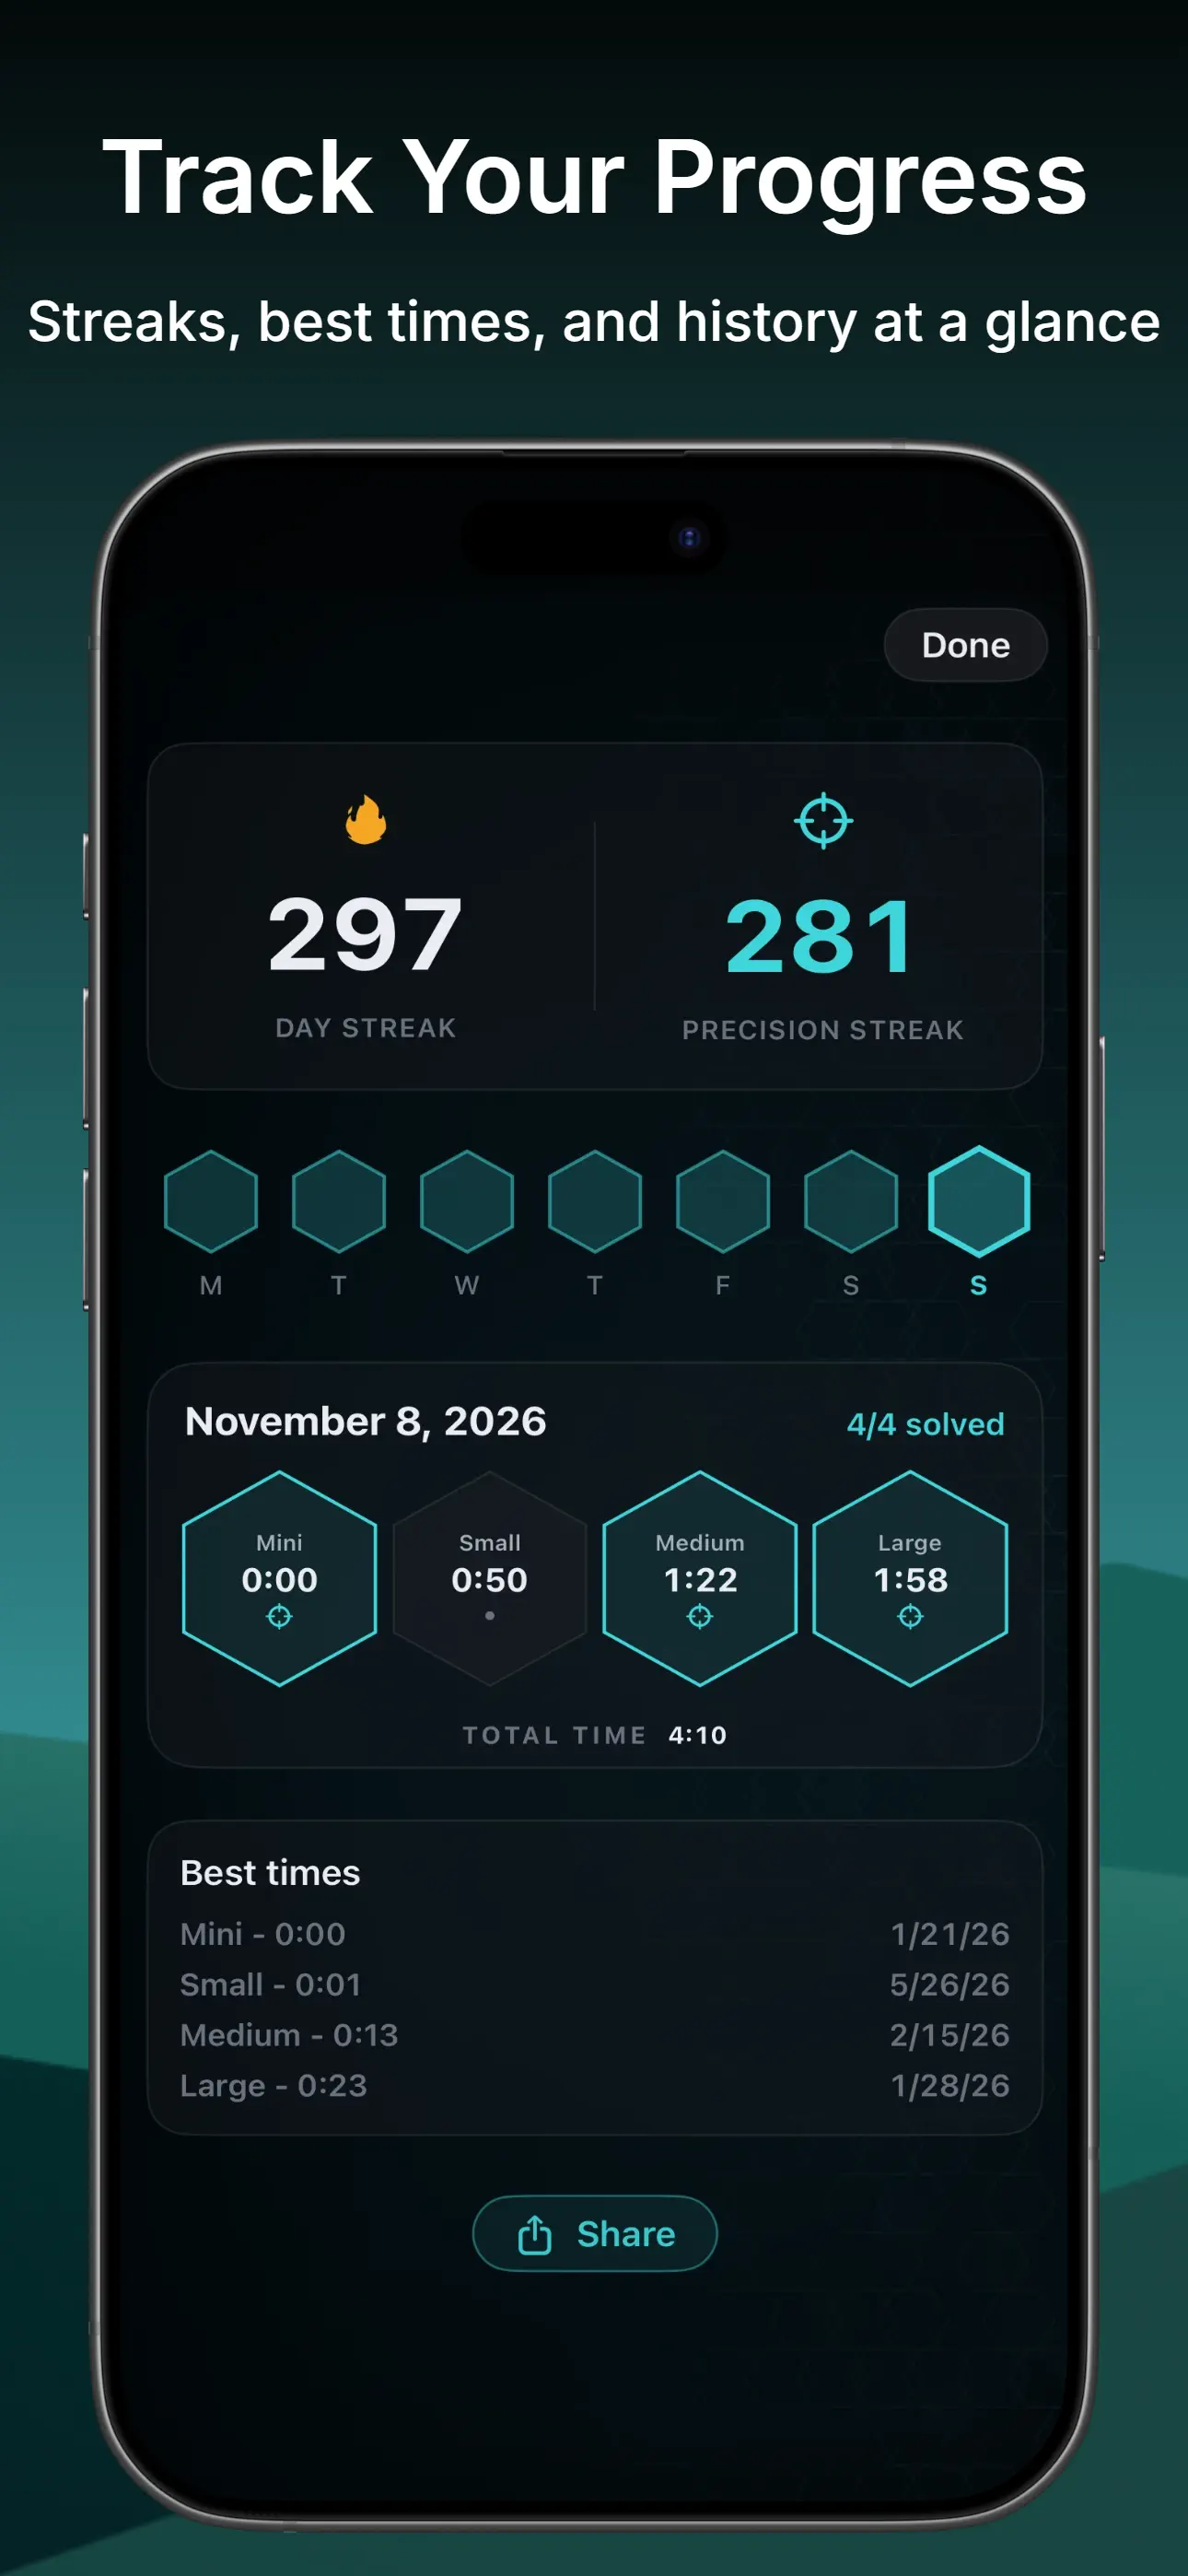 Track Your Progress
Streaks, best times, and history at a glance
Done
297 281
DAY STREAK PRECISION STREAK
M T W T F S S
November 8, 2026 4/4 solved
Mini Small Medium Large
0:00 0:50 1:22 1:58
TOTAL TIME 4:10
Best times
Mini - 0:00 1/21/26
Small - 0:01 5/26/26
Medium - 0:13 2/15/26
Large - 0:23 1/28/26
Share